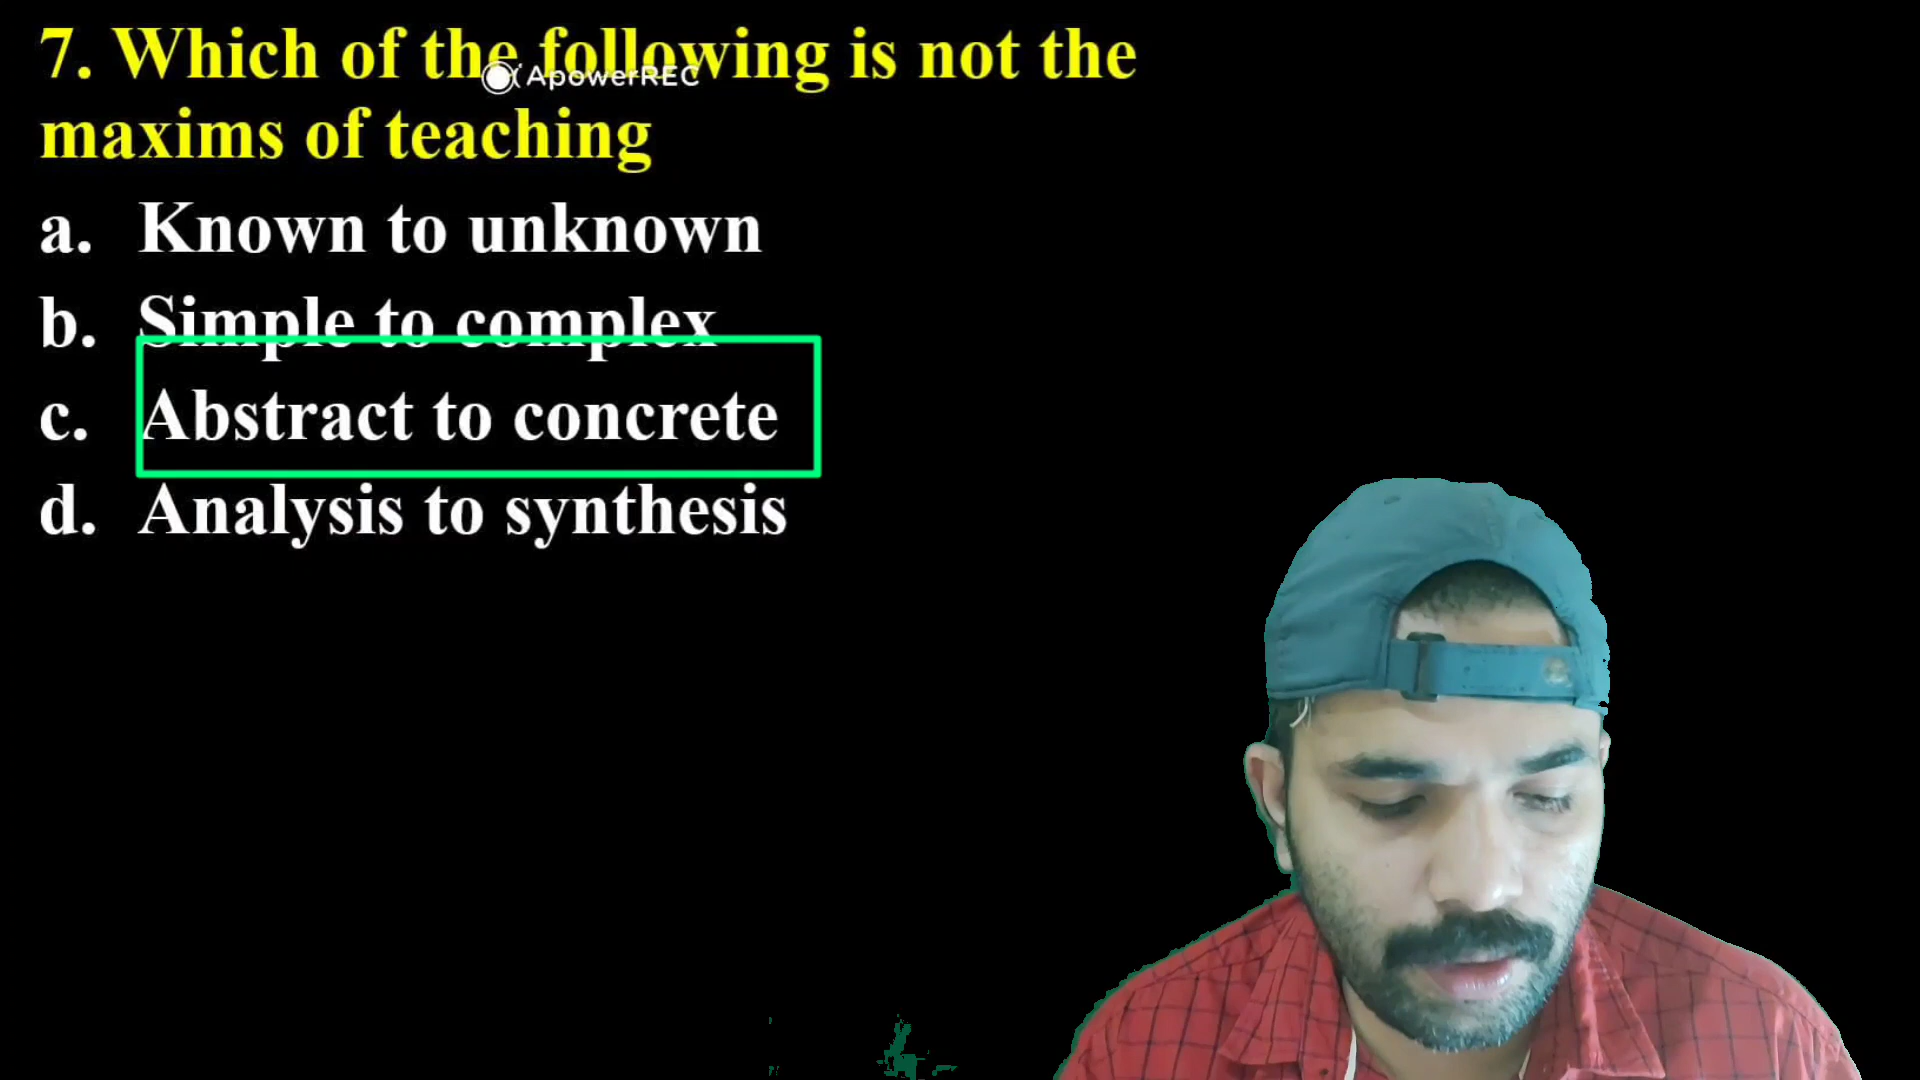 7. Which of the following is not the
ApowerREC
maxims of teaching
a. Known to unknown
b. Simple to complex
c. Abstract to concrete
d. Analysis to synthesis